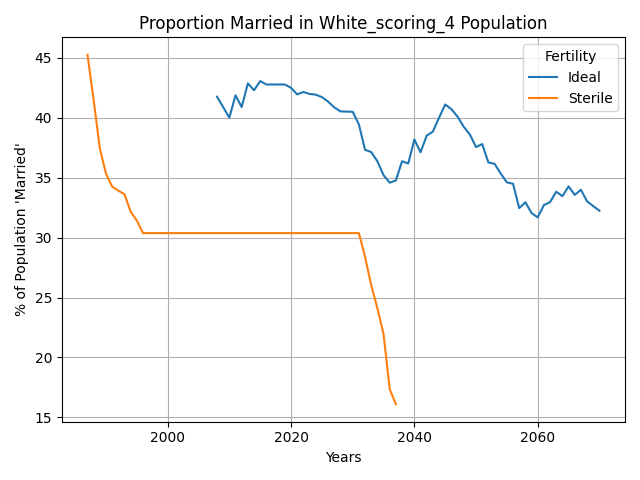 Proportion Married in White_scoring_4 Population
% of Population 'Married'
45
40
35
30
25
20
15
Fertility
Ideal
Sterile
2000
2020
2040
2060
Years